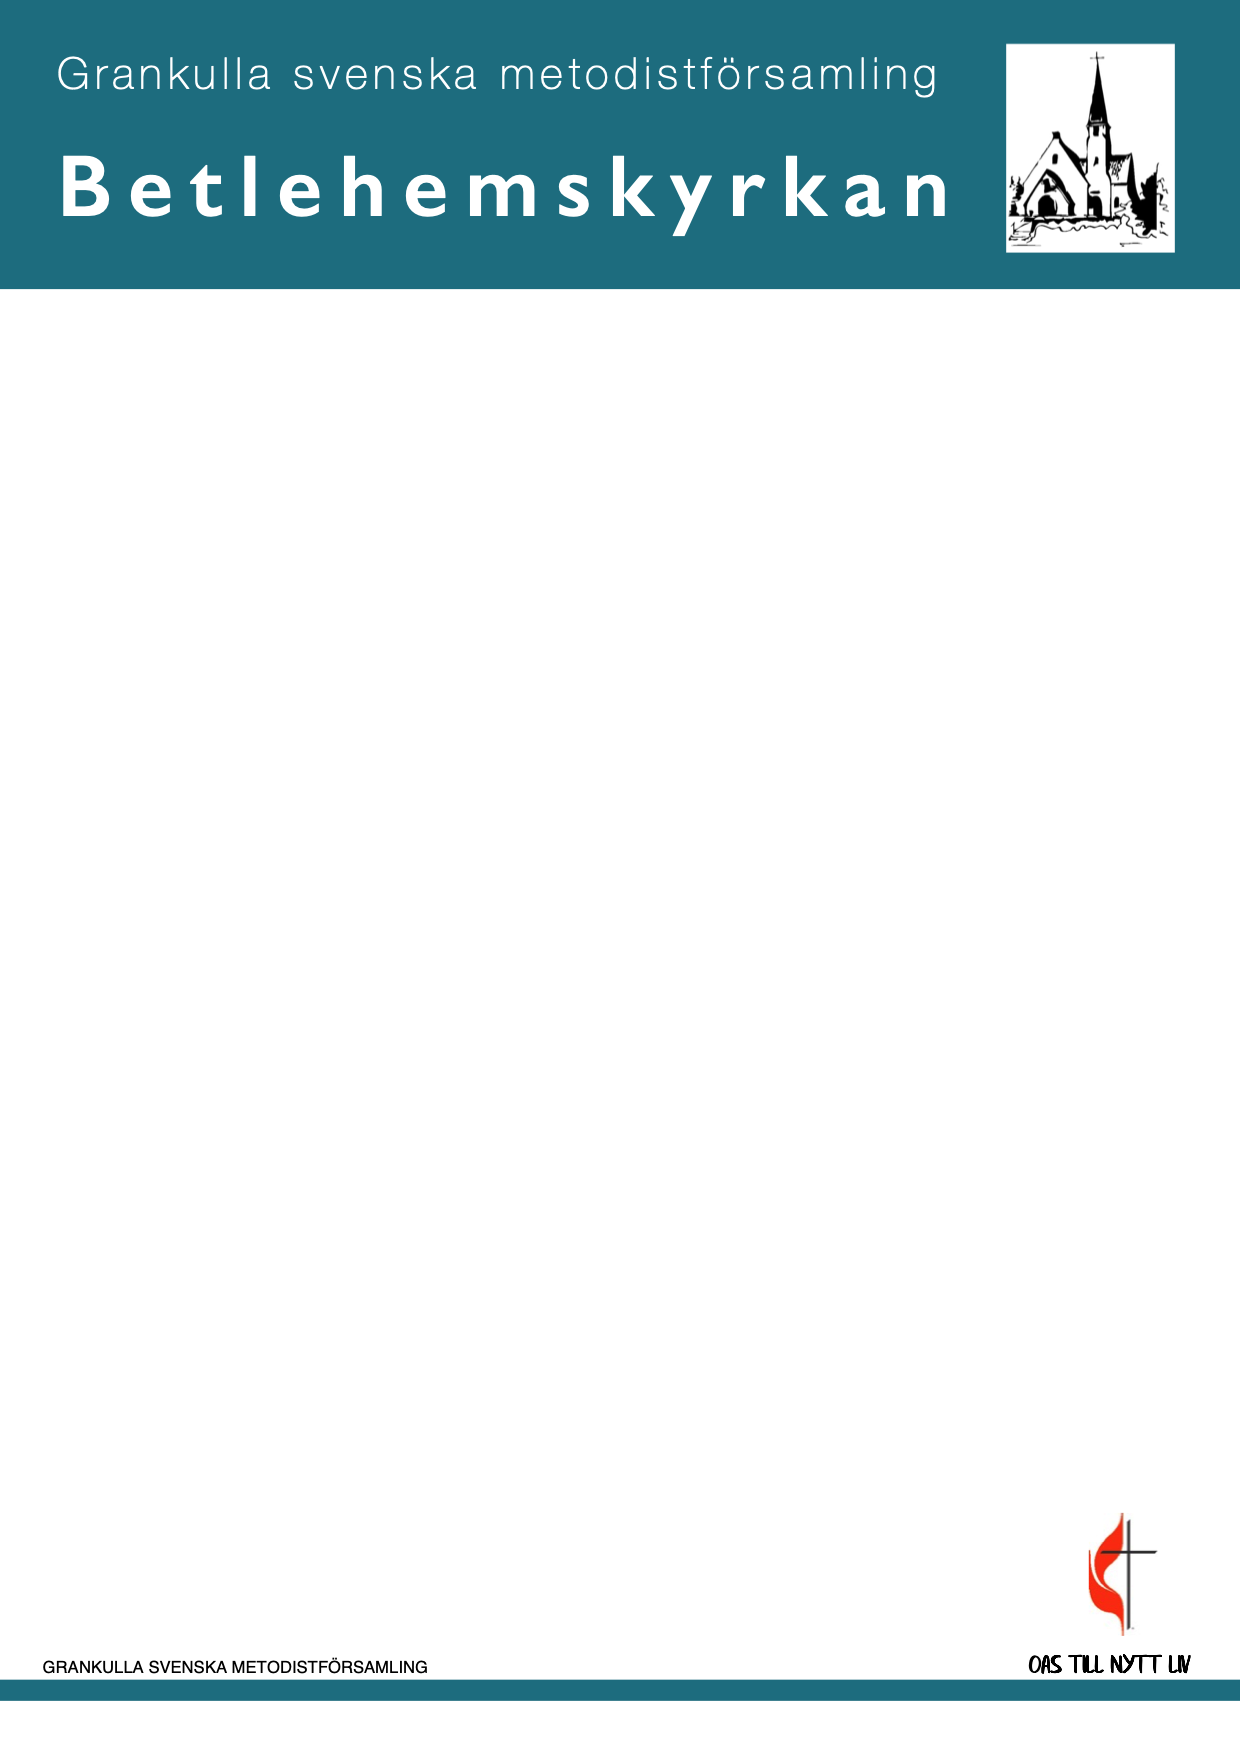 Grankulla svenska metodistförsamling
Betlehemskyrkan
GRANKULLA SVENSKA METODISTFÖRSAMLING
OAS TILL NYTT LIV